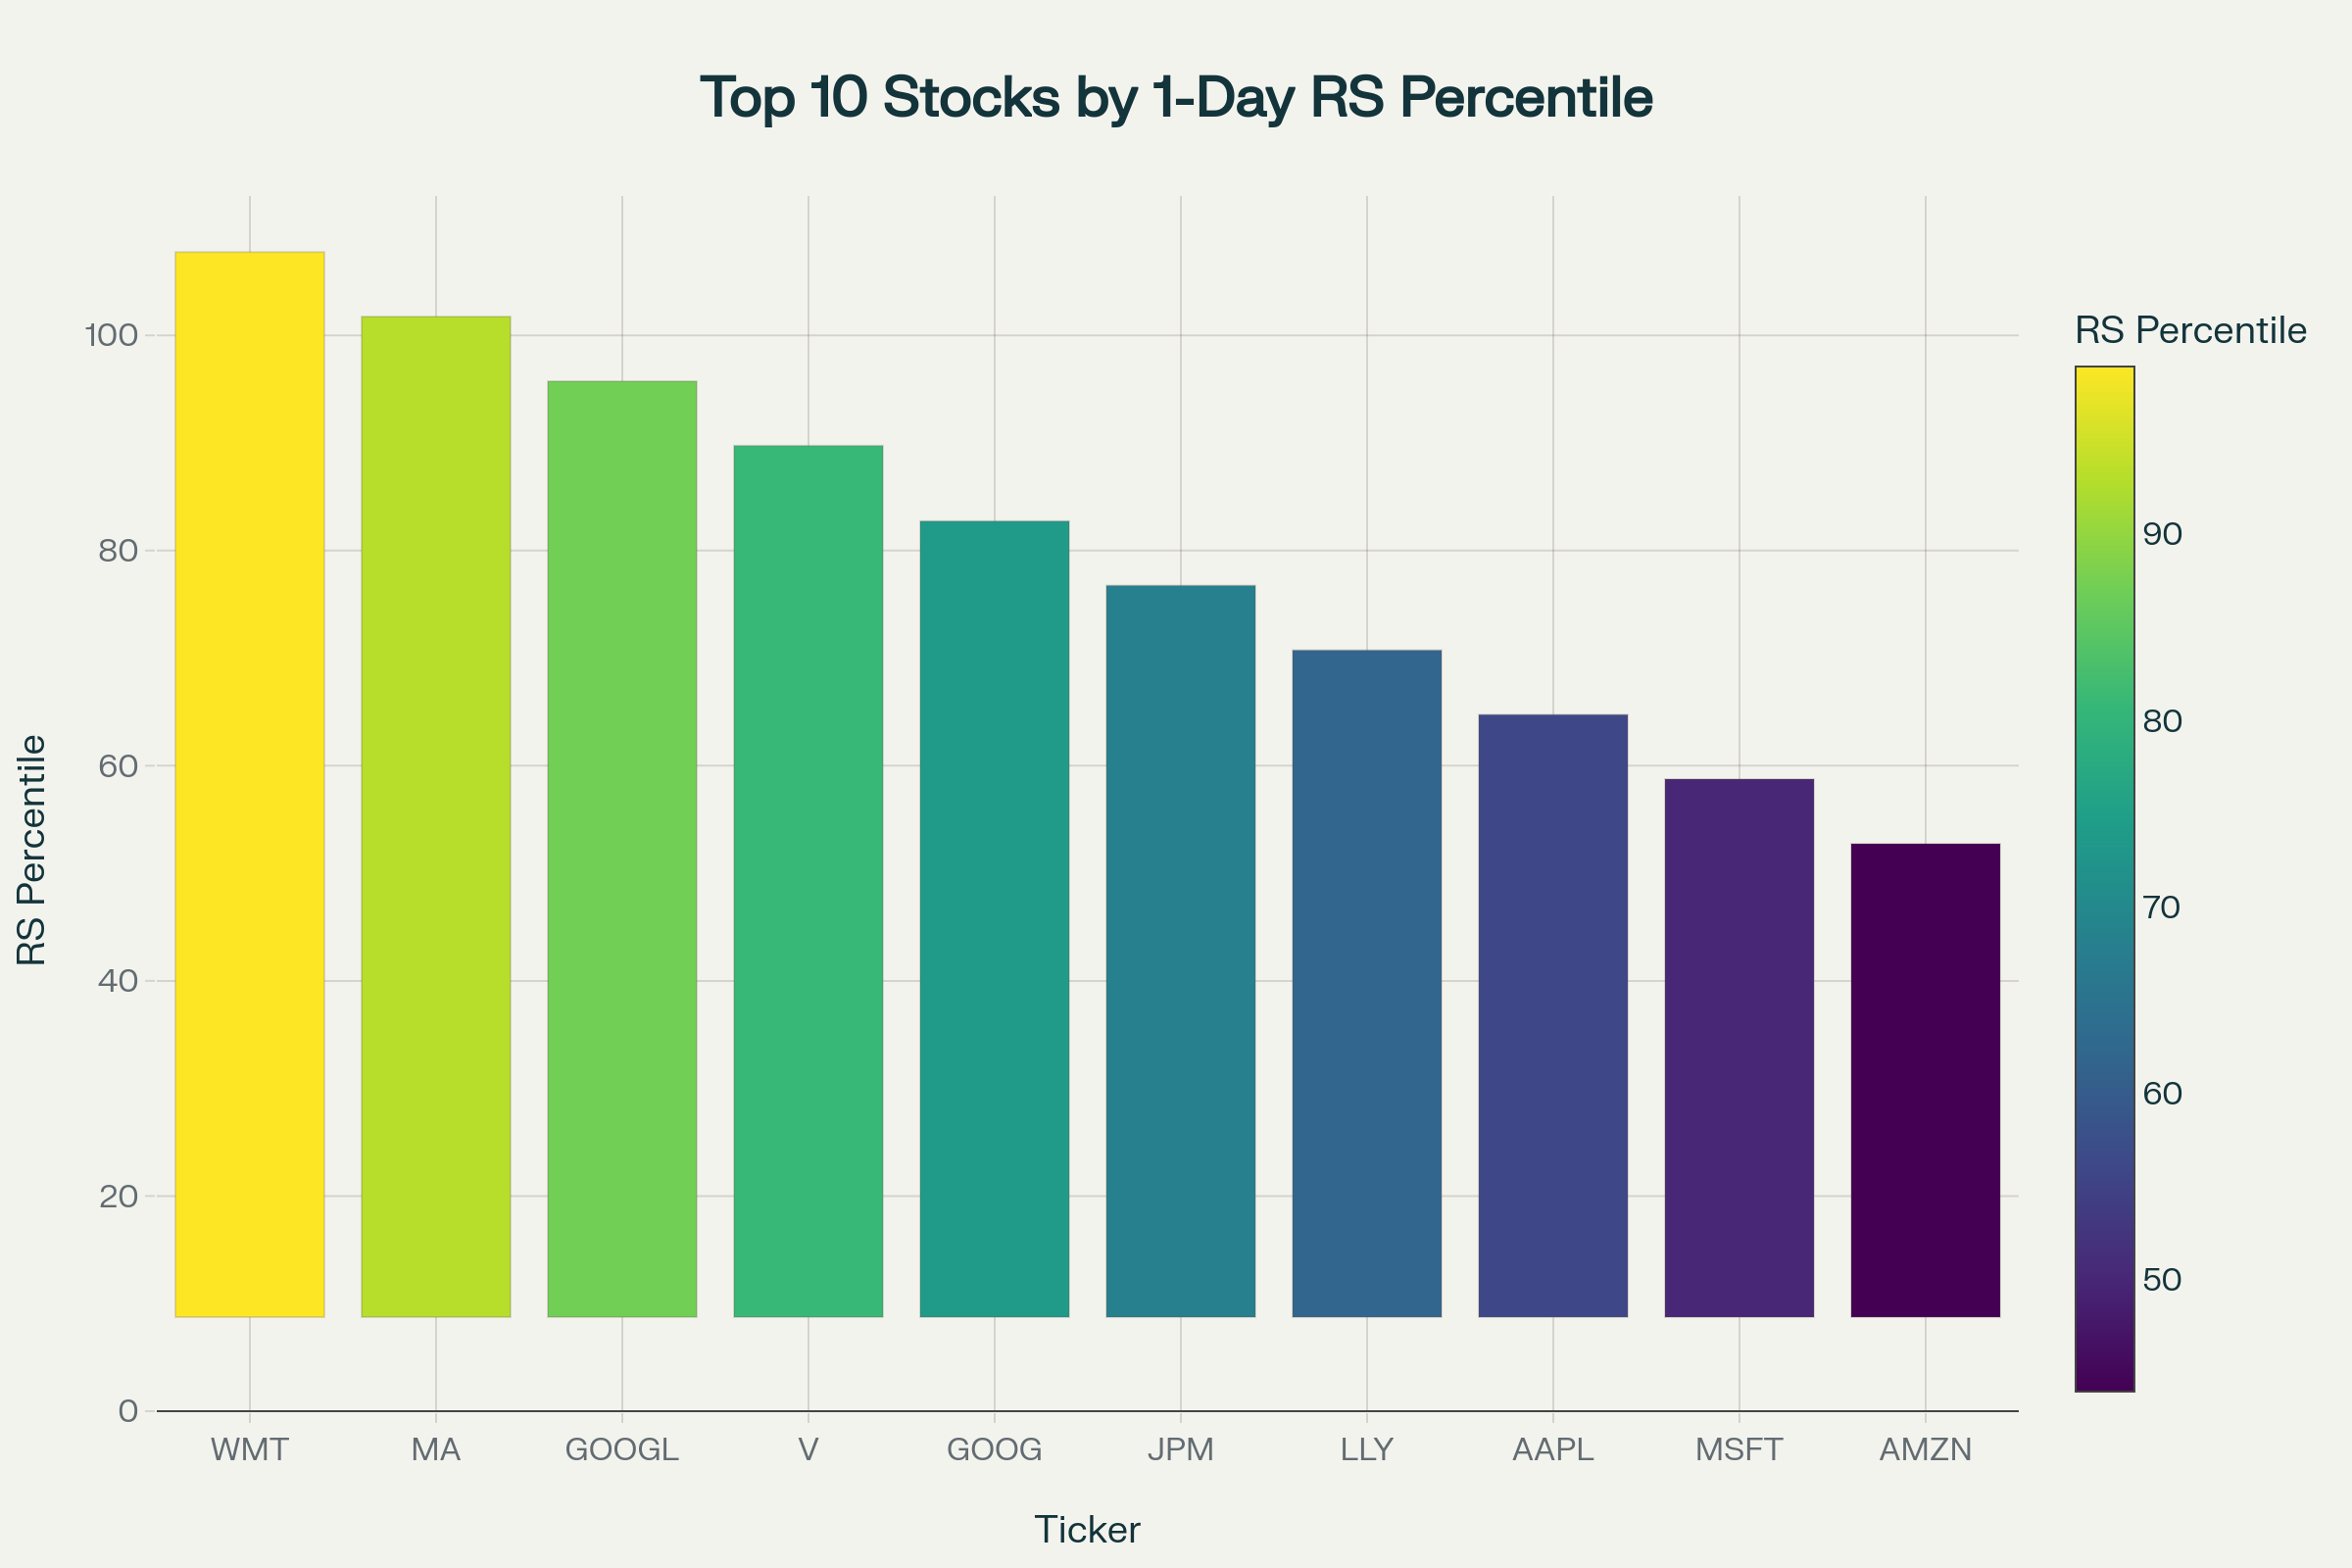 Top 10 Stocks by 1-Day RS Percentile
RS Percentile
100
80
60
40
20
0
WMT MA GOOGL V GOOG JPM LLY AAPL MSFT AMZN
Ticker
RS Percentile
90
80
70
60
50